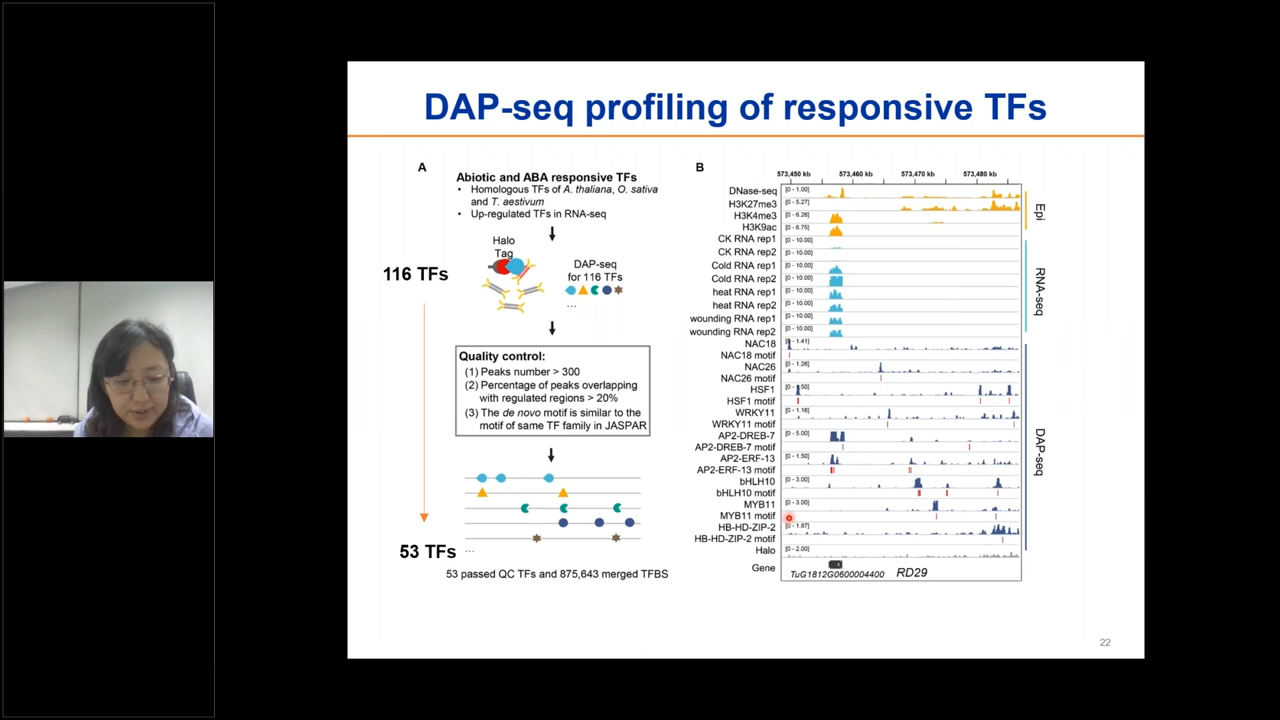 DAP-seq profiling of responsive TFs
A
Abiotic and ABA responsive TFs
• Homologous TFs of A. thaliana, O. sativa
and T. aestivum
• Up-regulated TFs in RNA-seq
116 TFs
Halo
Tag
DAP-seq
for 116 TFs
...
Quality control:
(1) Peaks number > 300
(2) Percentage of peaks overlapping
with regulated regions > 20%
(3) The de novo motif is similar to the
motif of same TF family in JASPAR
53 TFs
...
53 passed QC TFs and 875,643 merged TFBS
B
573,450 kb 573,460 kb 573,470 kb 573,480 kb
DNase-seq [0 - 1.00]
H3K27me3 [0 - 5.27]
H3K4me3 [0 - 6.26]
H3K9ac [0 - 6.75]
CK RNA rep1 [0 - 10.00]
CK RNA rep2 [0 - 10.00]
Cold RNA rep1 [0 - 10.00]
Cold RNA rep2 [0 - 10.00]
heat RNA rep1 [0 - 10.00]
heat RNA rep2 [0 - 10.00]
wounding RNA rep1 [0 - 10.00]
wounding RNA rep2 [0 - 10.00]
NAC18 [0 - 1.41]
NAC18 motif
NAC26 [0 - 1.26]
NAC26 motif
HSF1
HSF1 motif
WRKY11 [0 - 1.16]
WRKY11 motif
AP2-DREB-7 [0 - 5.00]
AP2-DREB-7 motif
AP2-ERF-13 [0 - 1.50]
AP2-ERF-13 motif
bHLH10 [0 - 3.00]
bHLH10 motif
MYB11 [0 - 3.00]
MYB11 motif
HB-HD-ZIP-2 [0 - 1.87]
HB-HD-ZIP-2 motif
Halo [0 - 2.00]
Gene
TuG1812G0600004400 RD29
Epi
RNA-seq
DAP-seq
22